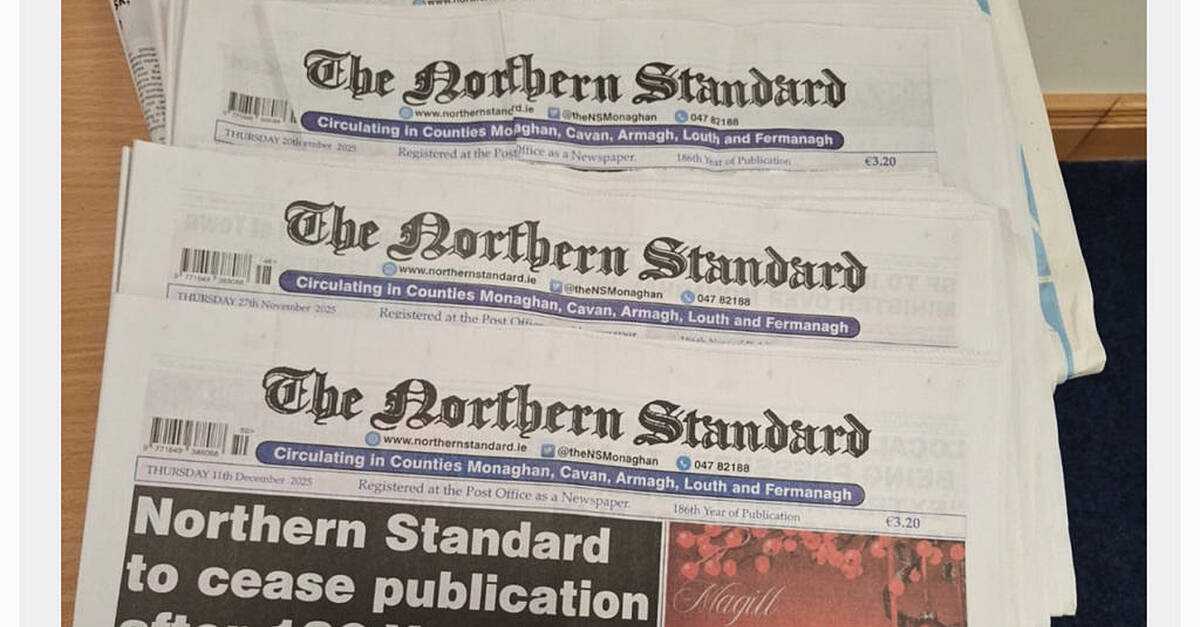 The Northern Standard
www.northernstand rd.ie @theNSMonaghan 047 82188
Circulating in Counties Monaghan, Cavan, Armagh, Louth and Fermanagh
THURSDAY 2025 Registered at the Post Office as a Newspaper. 186th Year of Publication €3.20
The Northern Standard
www.northernstandard.ie @theNSMonaghan 047 82188
Circulating in Counties Monaghan, Cavan, Armagh, Louth and Fermanagh
THURSDAY 27th November 2025 Registered at the Post
The Northern Standard
www.northernstandard.ie @theNSMonaghan 047 82188
Circulating in Counties Monaghan, Cavan, Armagh, Louth and Fermanagh
THURSDAY 11th December 2025 Registered at the Post Office as a Newspaper. 186th Year of Publication €3.20
Northern Standard
to cease publication
Magill